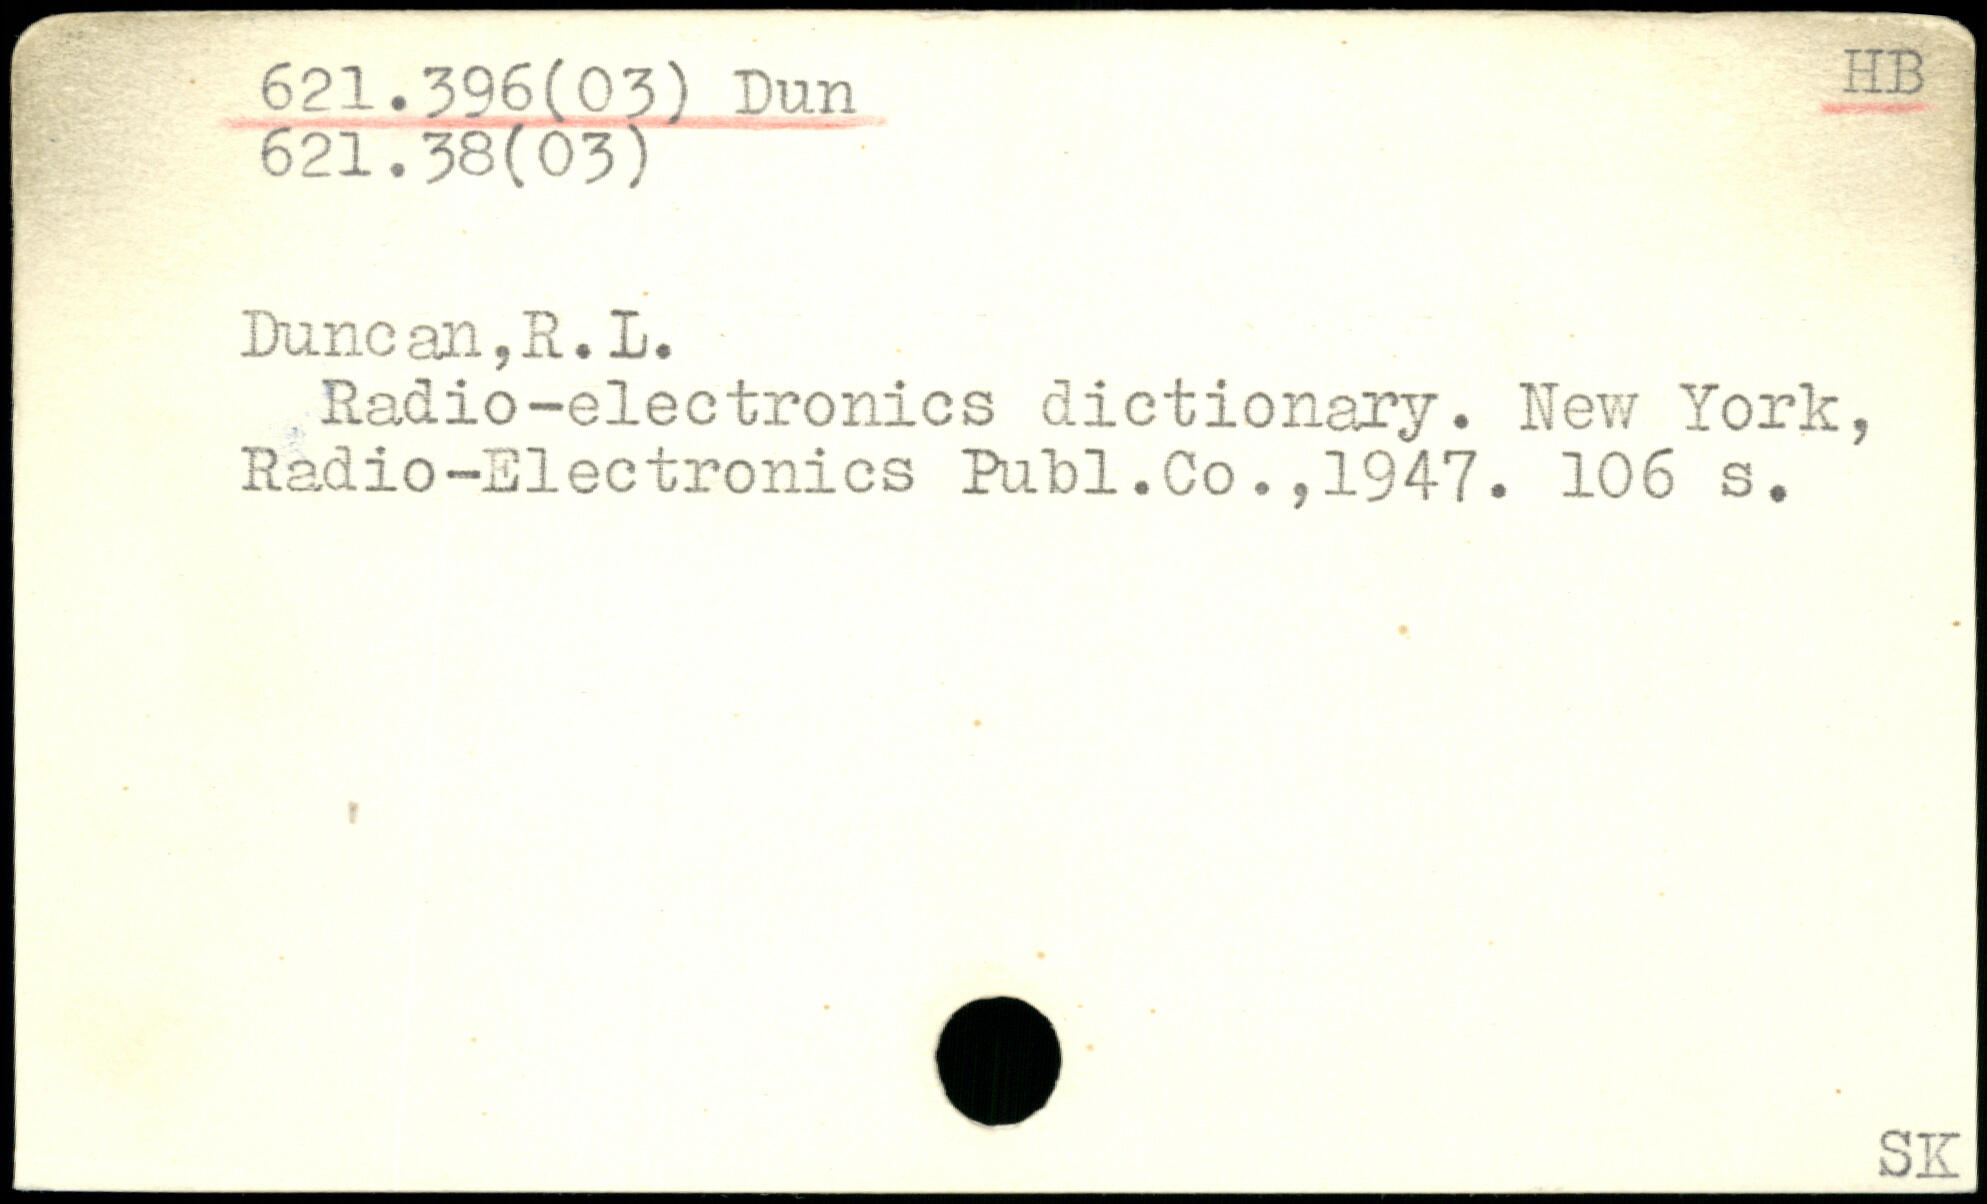 621.396(03) Dun HB
621.38(03)
Duncan,R.L.
Radio-electronics dictionary. New York,
Radio-Electronics Publ.Co.,1947. 106 s.
SK